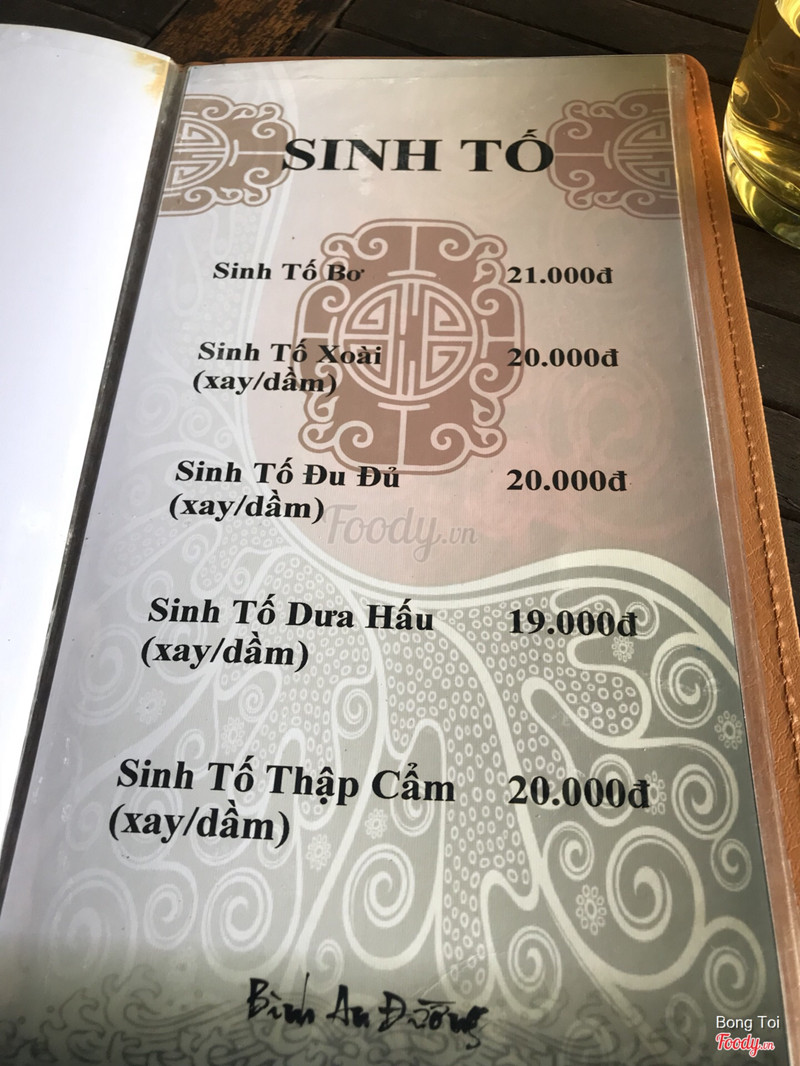 SINH TỐ
Sinh Tố Bơ 21.000đ
Sinh Tố Xoài 20.000đ
(xay/dầm)
Sinh Tố Đu Đủ 20.000đ
(xay/dầm)
Foody.vn
Sinh Tố Dưa Hấu 19.000đ
(xay/dầm)
Sinh Tố Thập Cẩm 20.000đ
(xay/dầm)
Bình An Đường
Bong Toi
Foody.vn